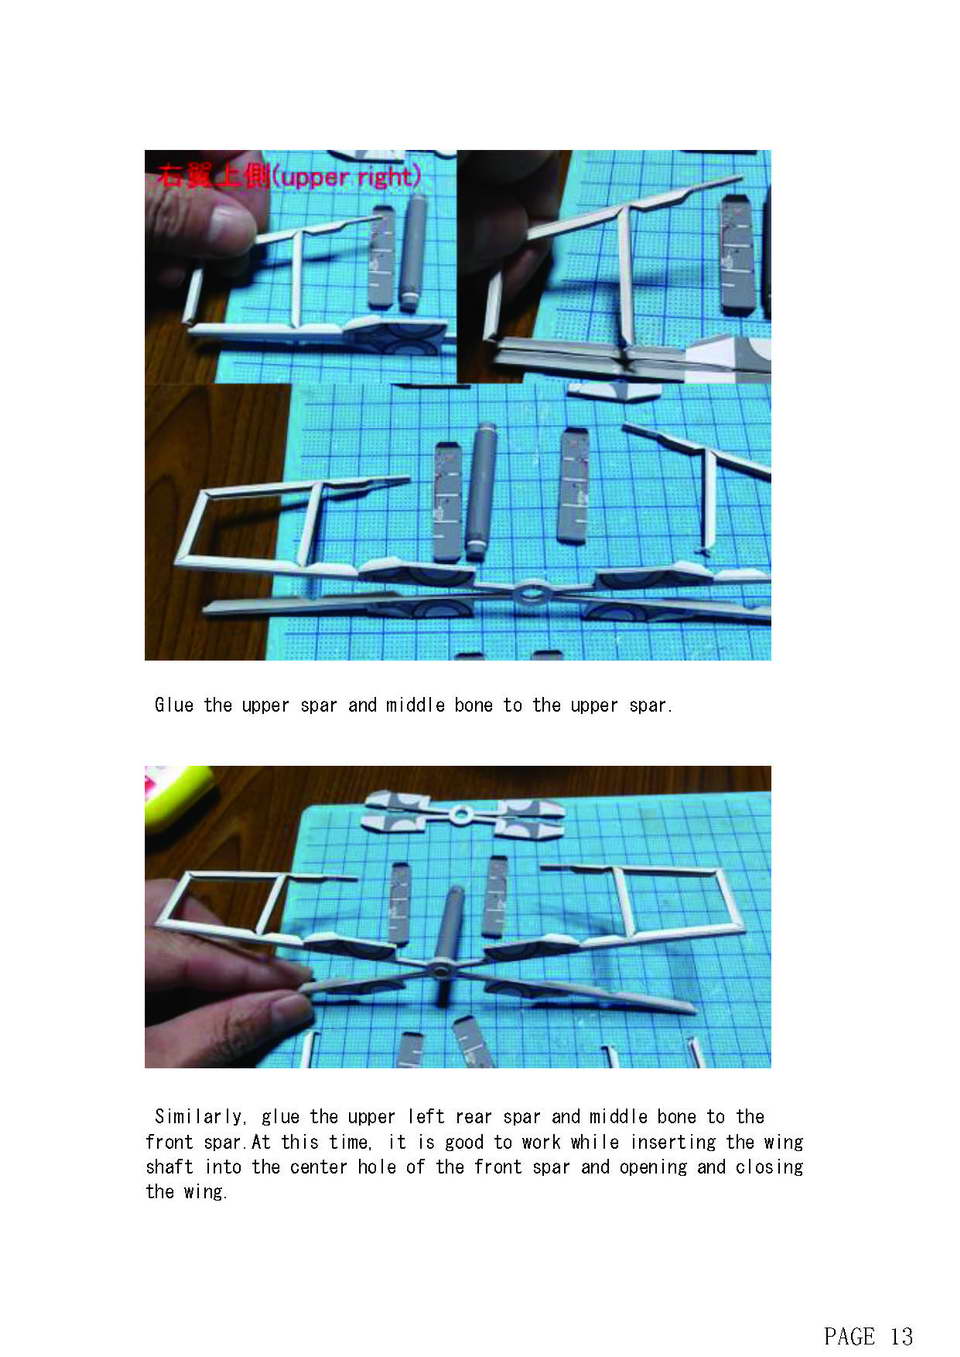 右翼上側(upper right)
Glue the upper spar and middle bone to the upper spar.
Similarly, glue the upper left rear spar and middle bone to the
front spar.At this time, it is good to work while inserting the wing
shaft into the center hole of the front spar and opening and closing
the wing.
PAGE 13